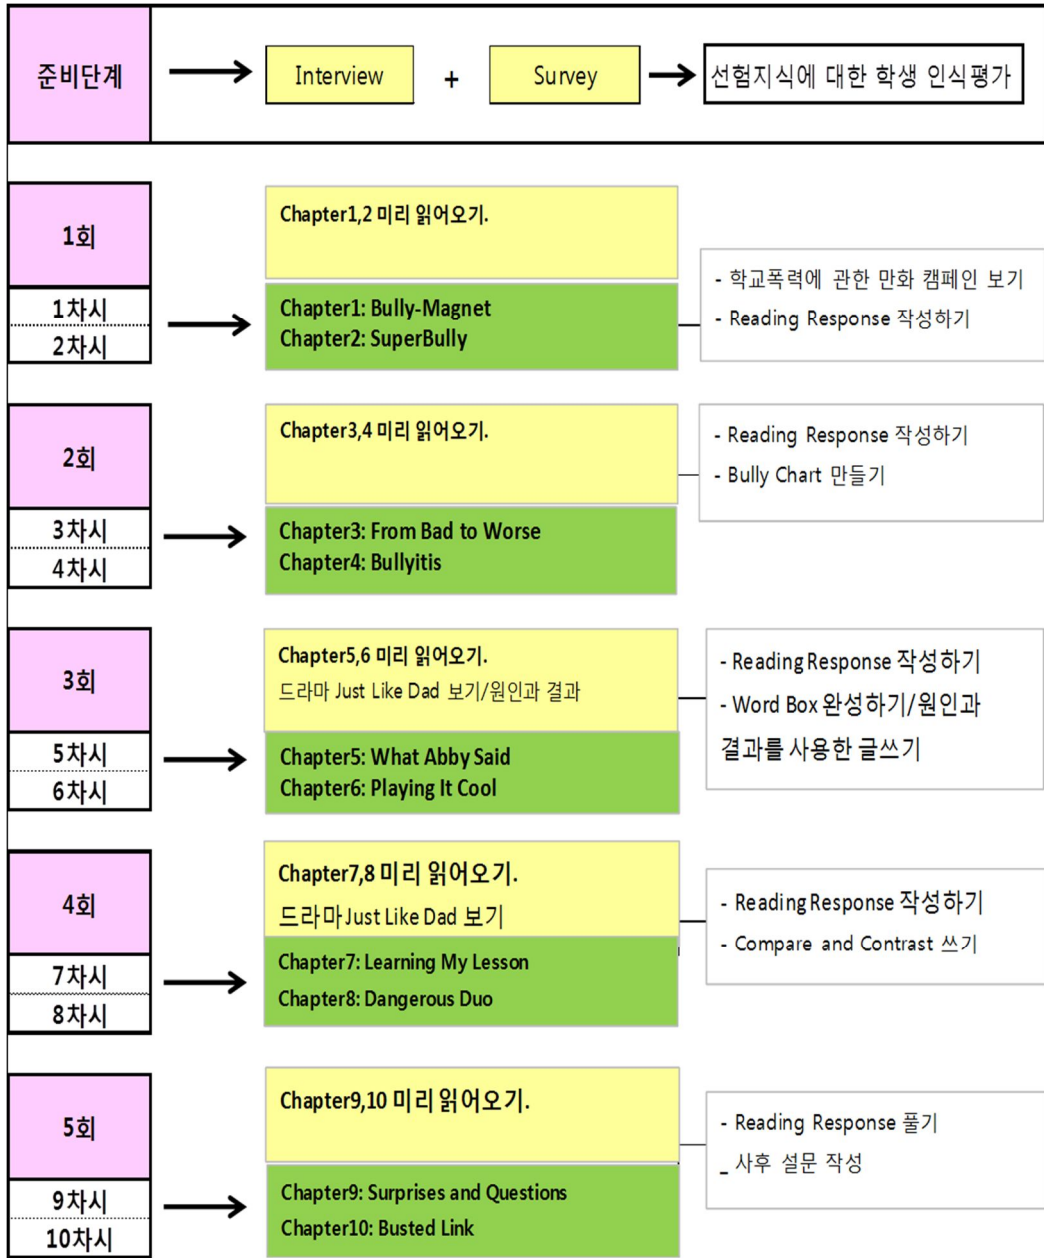 준비단계
Interview + Survey
선험지식에 대한 학생 인식평가
1회
Chapter1,2 미리 읽어오기.
1차시
2차시
Chapter1: Bully-Magnet
Chapter2: SuperBully
- 학교폭력에 관한 만화 캠페인 보기
- Reading Response 작성하기
2회
Chapter3,4 미리 읽어오기.
3차시
4차시
Chapter3: From Bad to Worse
Chapter4: Bullyitis
- Reading Response 작성하기
- Bully Chart 만들기
3회
Chapter5,6 미리 읽어오기.
드라마 Just Like Dad 보기/원인과 결과
5차시
6차시
Chapter5: What Abby Said
Chapter6: Playing It Cool
- Reading Response 작성하기
- Word Box 완성하기/원인과
결과를 사용한 글쓰기
4회
Chapter7,8 미리 읽어오기.
드라마 Just Like Dad 보기
7차시
8차시
Chapter7: Learning My Lesson
Chapter8: Dangerous Duo
- Reading Response 작성하기
- Compare and Contrast 쓰기
5회
Chapter9,10 미리 읽어오기.
9차시
10차시
Chapter9: Surprises and Questions
Chapter10: Busted Link
- Reading Response 풀기
_ 사후 설문 작성